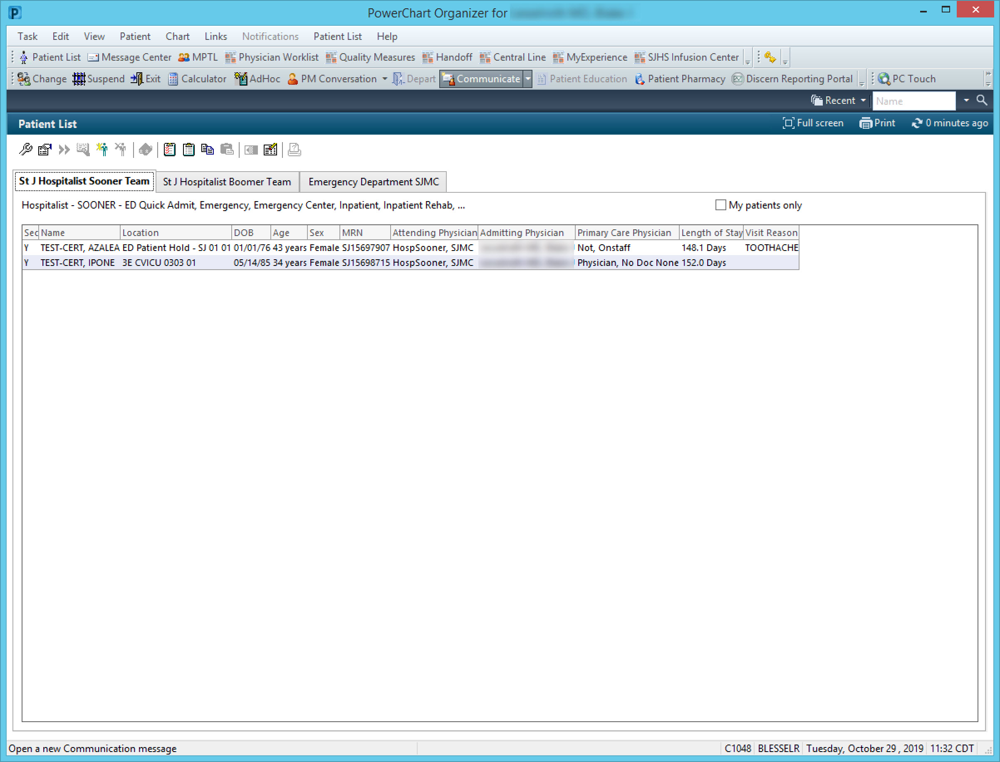 P
PowerChart Organizer for
Task Edit View Patient Chart Links Notifications Patient List Help
Patient List Message Center MPTL Physician Worklist Quality Measures Handoff Central Line MyExperience SJHS Infusion Center
Change Suspend Exit Calculator AdHoc PM Conversation Depart Communicate Patient Education Patient Pharmacy Discern Reporting Portal PC Touch
Recent Name
Patient List Full screen Print 0 minutes ago
St J Hospitalist Sooner Team St J Hospitalist Boomer Team Emergency Department SJMC
Hospitalist - SOONER - ED Quick Admit, Emergency, Emergency Center, Inpatient, Inpatient Rehab, ... My patients only
Sec Name Location DOB Age Sex MRN Attending Physician Admitting Physician Primary Care Physician Length of Stay Visit Reason
Y TEST-CERT, AZALEA ED Patient Hold - SJ 01 01 01/01/76 43 years Female SJ15697907 HospSooner, SJMC Not, Onstaff 148.1 Days TOOTHACHE
Y TEST-CERT, IPONE 3E CVICU 0303 01 05/14/85 34 years Female SJ15698715 HospSooner, SJMC Physician, No Doc None 152.0 Days
Open a new Communication message C1048 BLESSELR Tuesday, October 29 , 2019 11:32 CDT